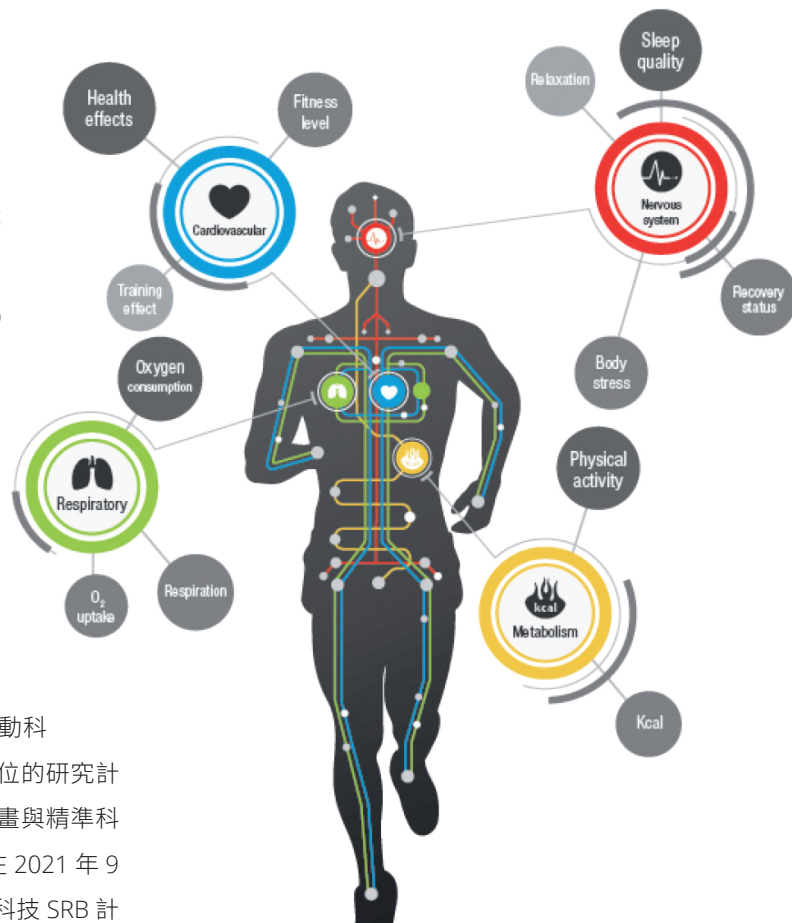 Sleep
quality
Relaxation
Health
effects
Fitness
level
Nervous
system
Cardiovascular
Training
effect
Recovery
status
Oxygen
consumption
Body
stress
Physical
activity
Respiratory
Respiration
O₂
uptake
kcal
Metabolism
Kcal
動科
位的研究計
畫與精準科
2021 年 9
科技 SRB 計